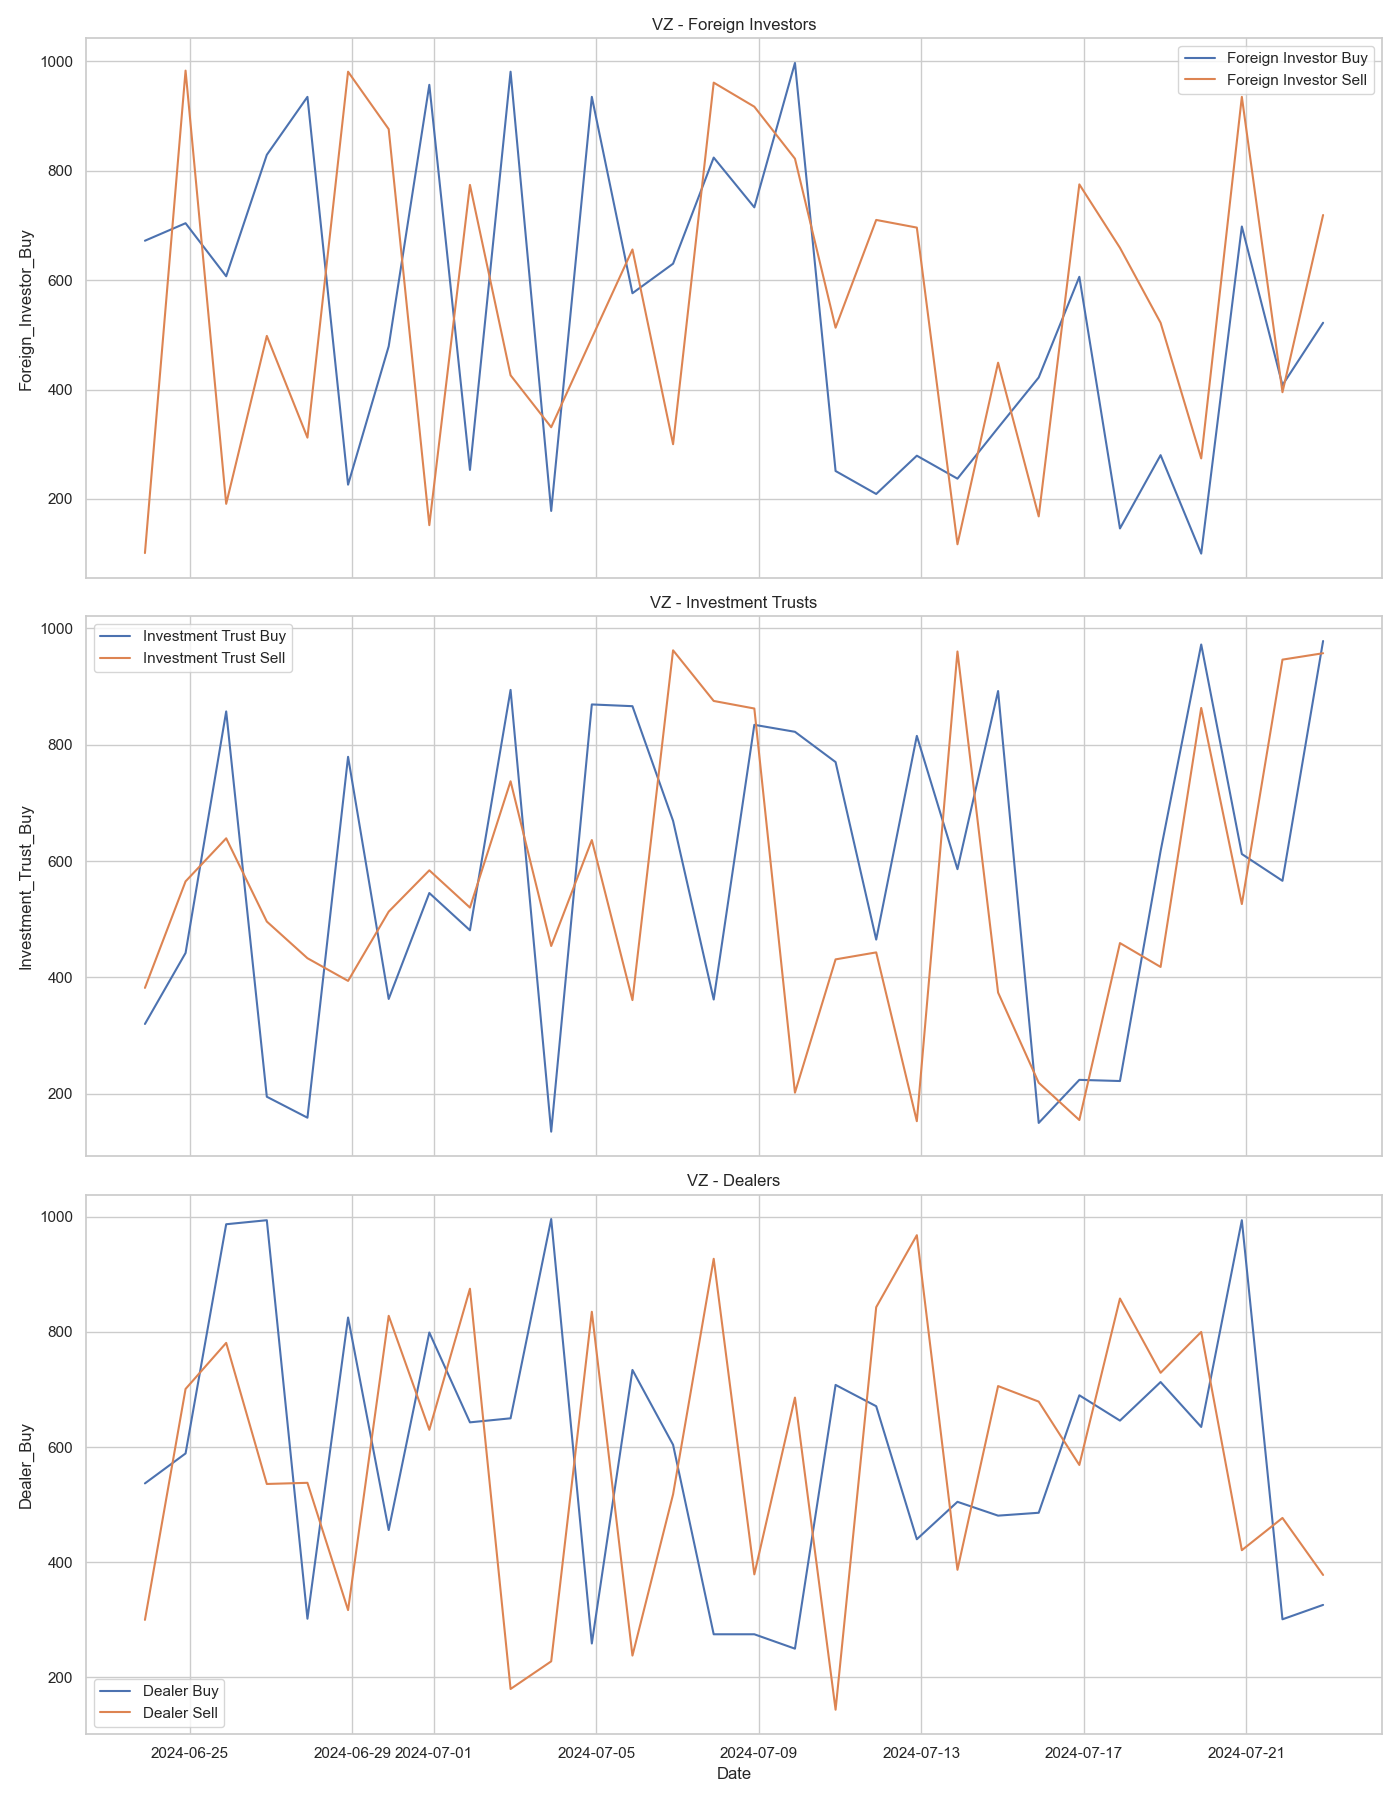 VZ - Foreign Investors
Foreign Investor Buy
Foreign Investor Sell
1000
800
600
400
200
Foreign_Investor_Buy
VZ - Investment Trusts
Investment Trust Buy
Investment Trust Sell
1000
800
600
400
200
Investment_Trust_Buy
VZ - Dealers
1000
800
600
400
200
Dealer_Buy
Dealer Buy
Dealer Sell
2024-06-25 2024-06-29 2024-07-01 2024-07-05 2024-07-09 2024-07-13 2024-07-17 2024-07-21
Date